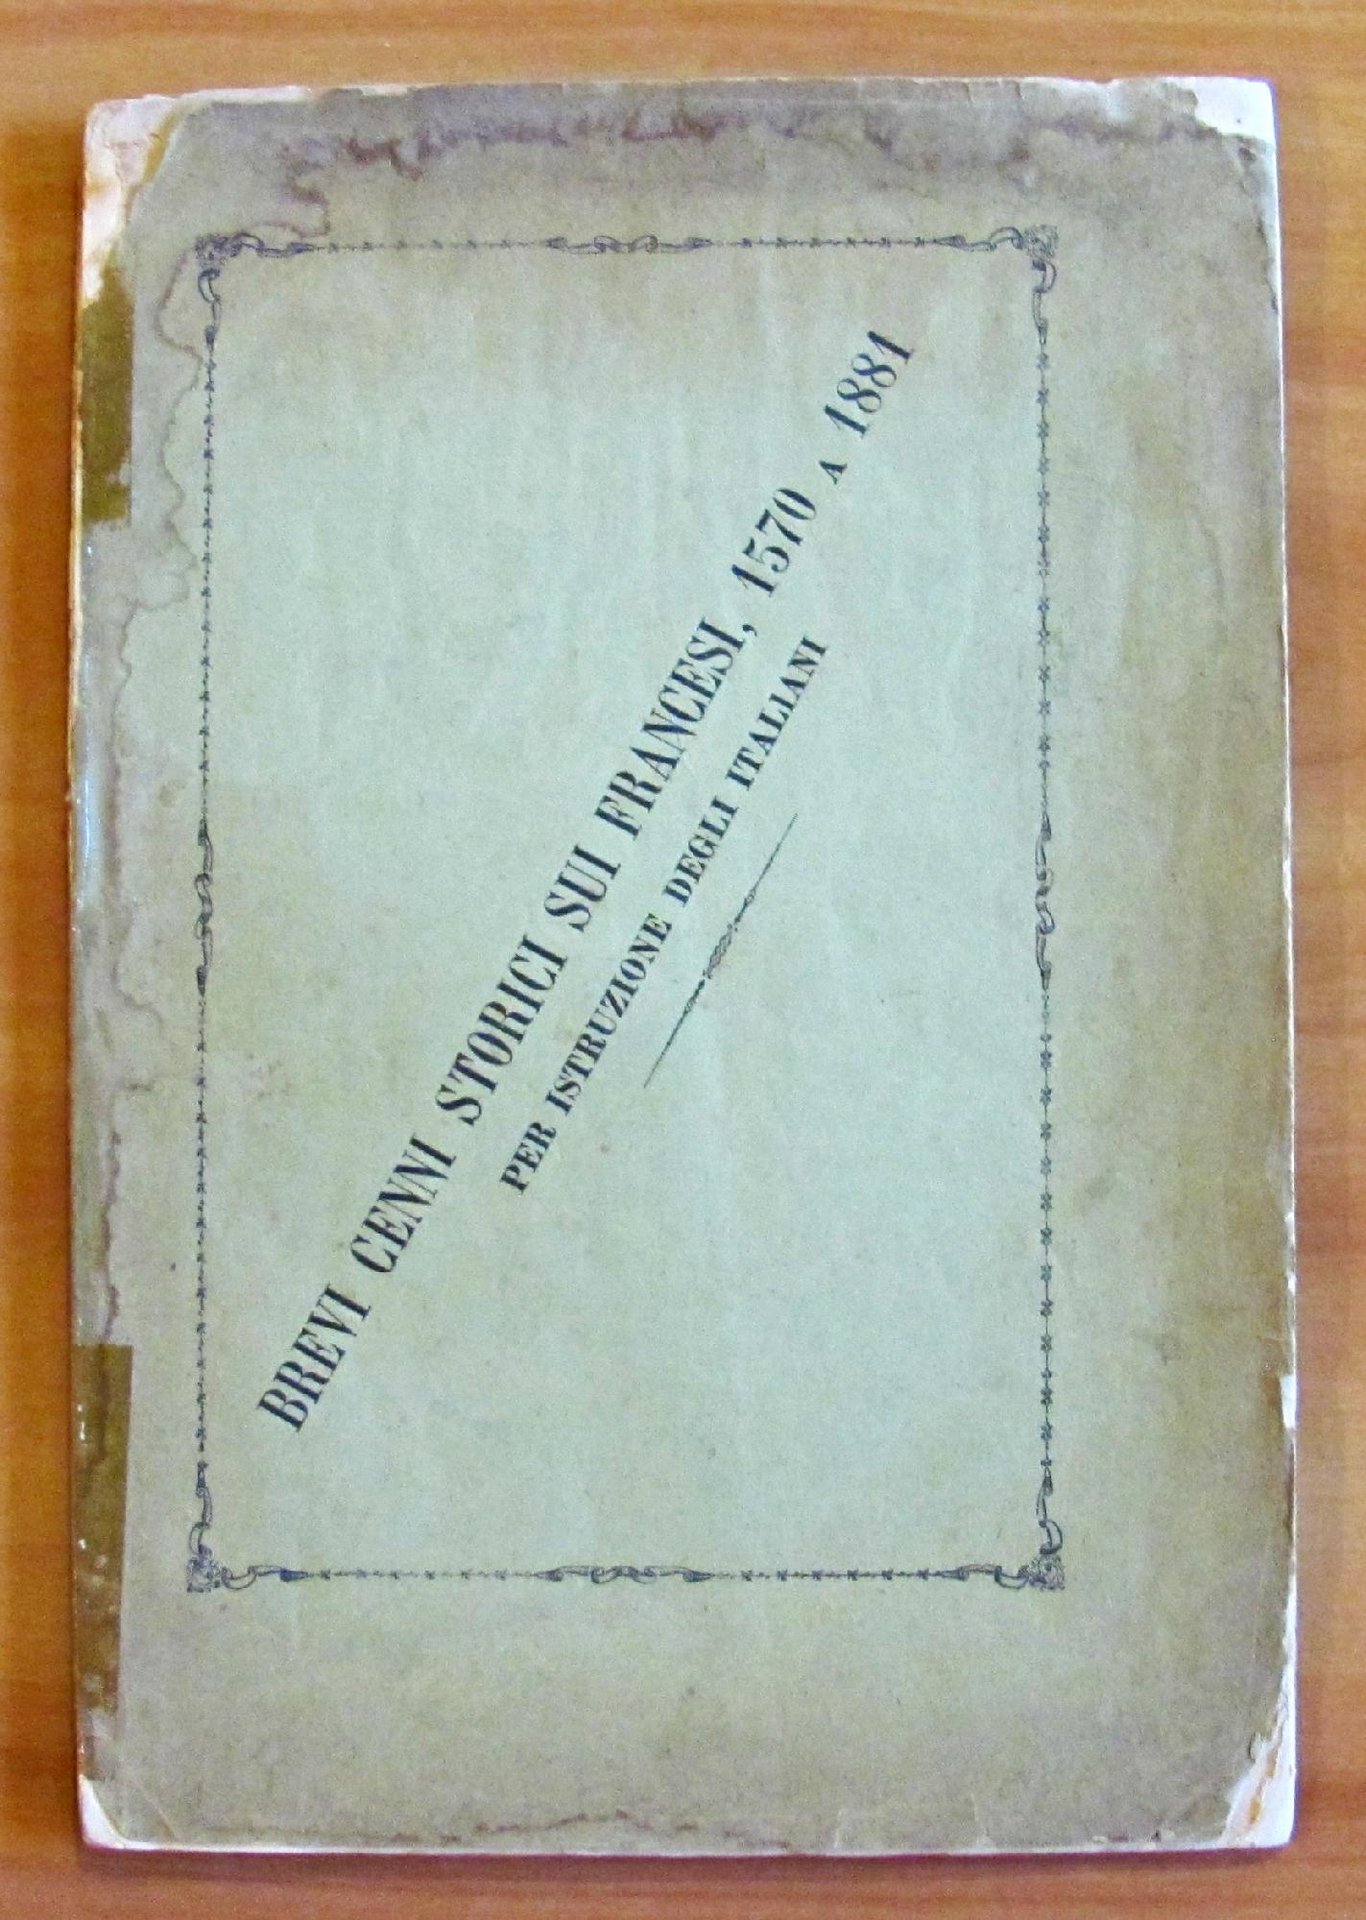 BREVI CENNI STORICI SUI FRANCESI, 1570 A 1881
PER ISTRUZIONE DEGLI ITALIANI